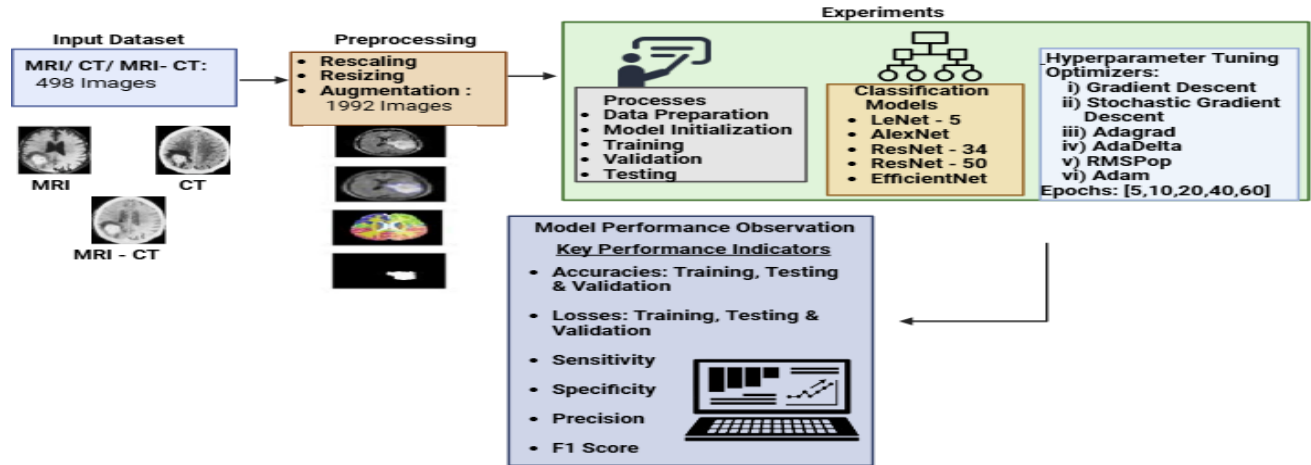 Input Dataset
MRI/ CT/ MRI- CT:
498 Images
MRI
CT
MRI - CT
Preprocessing
• Rescaling
• Resizing
• Augmentation :
1992 Images
Experiments
Processes
• Data Preparation
• Model Initialization
• Training
• Validation
• Testing
Classification
Models
• LeNet - 5
• AlexNet
• ResNet - 34
• ResNet - 50
• EfficientNet
Hyperparameter Tuning
Optimizers:
i) Gradient Descent
ii) Stochastic Gradient
Descent
iii) Adagrad
iv) AdaDelta
v) RMSPop
vi) Adam
Epochs: [5,10,20,40,60]
Model Performance Observation
Key Performance Indicators
• Accuracies: Training, Testing
& Validation
• Losses: Training, Testing &
Validation
• Sensitivity
• Specificity
• Precision
• F1 Score